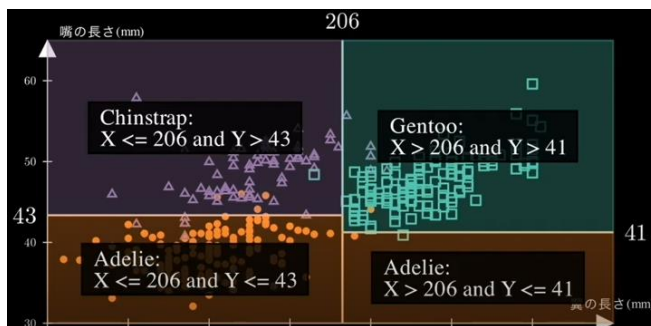 206
嘴の長さ(mm)
60
Chinstrap:
X <= 206 and Y > 43
Gentoo:
X > 206 and Y > 41
50
43
41
40
Adelie:
X <= 206 and Y <= 43
Adelie:
X > 206 and Y <= 41
30
翼の長さ(mm)